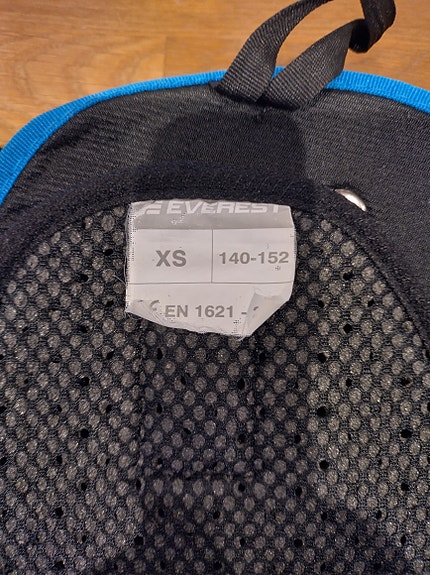 EVEREST
XS 140-152
EN 1621 -